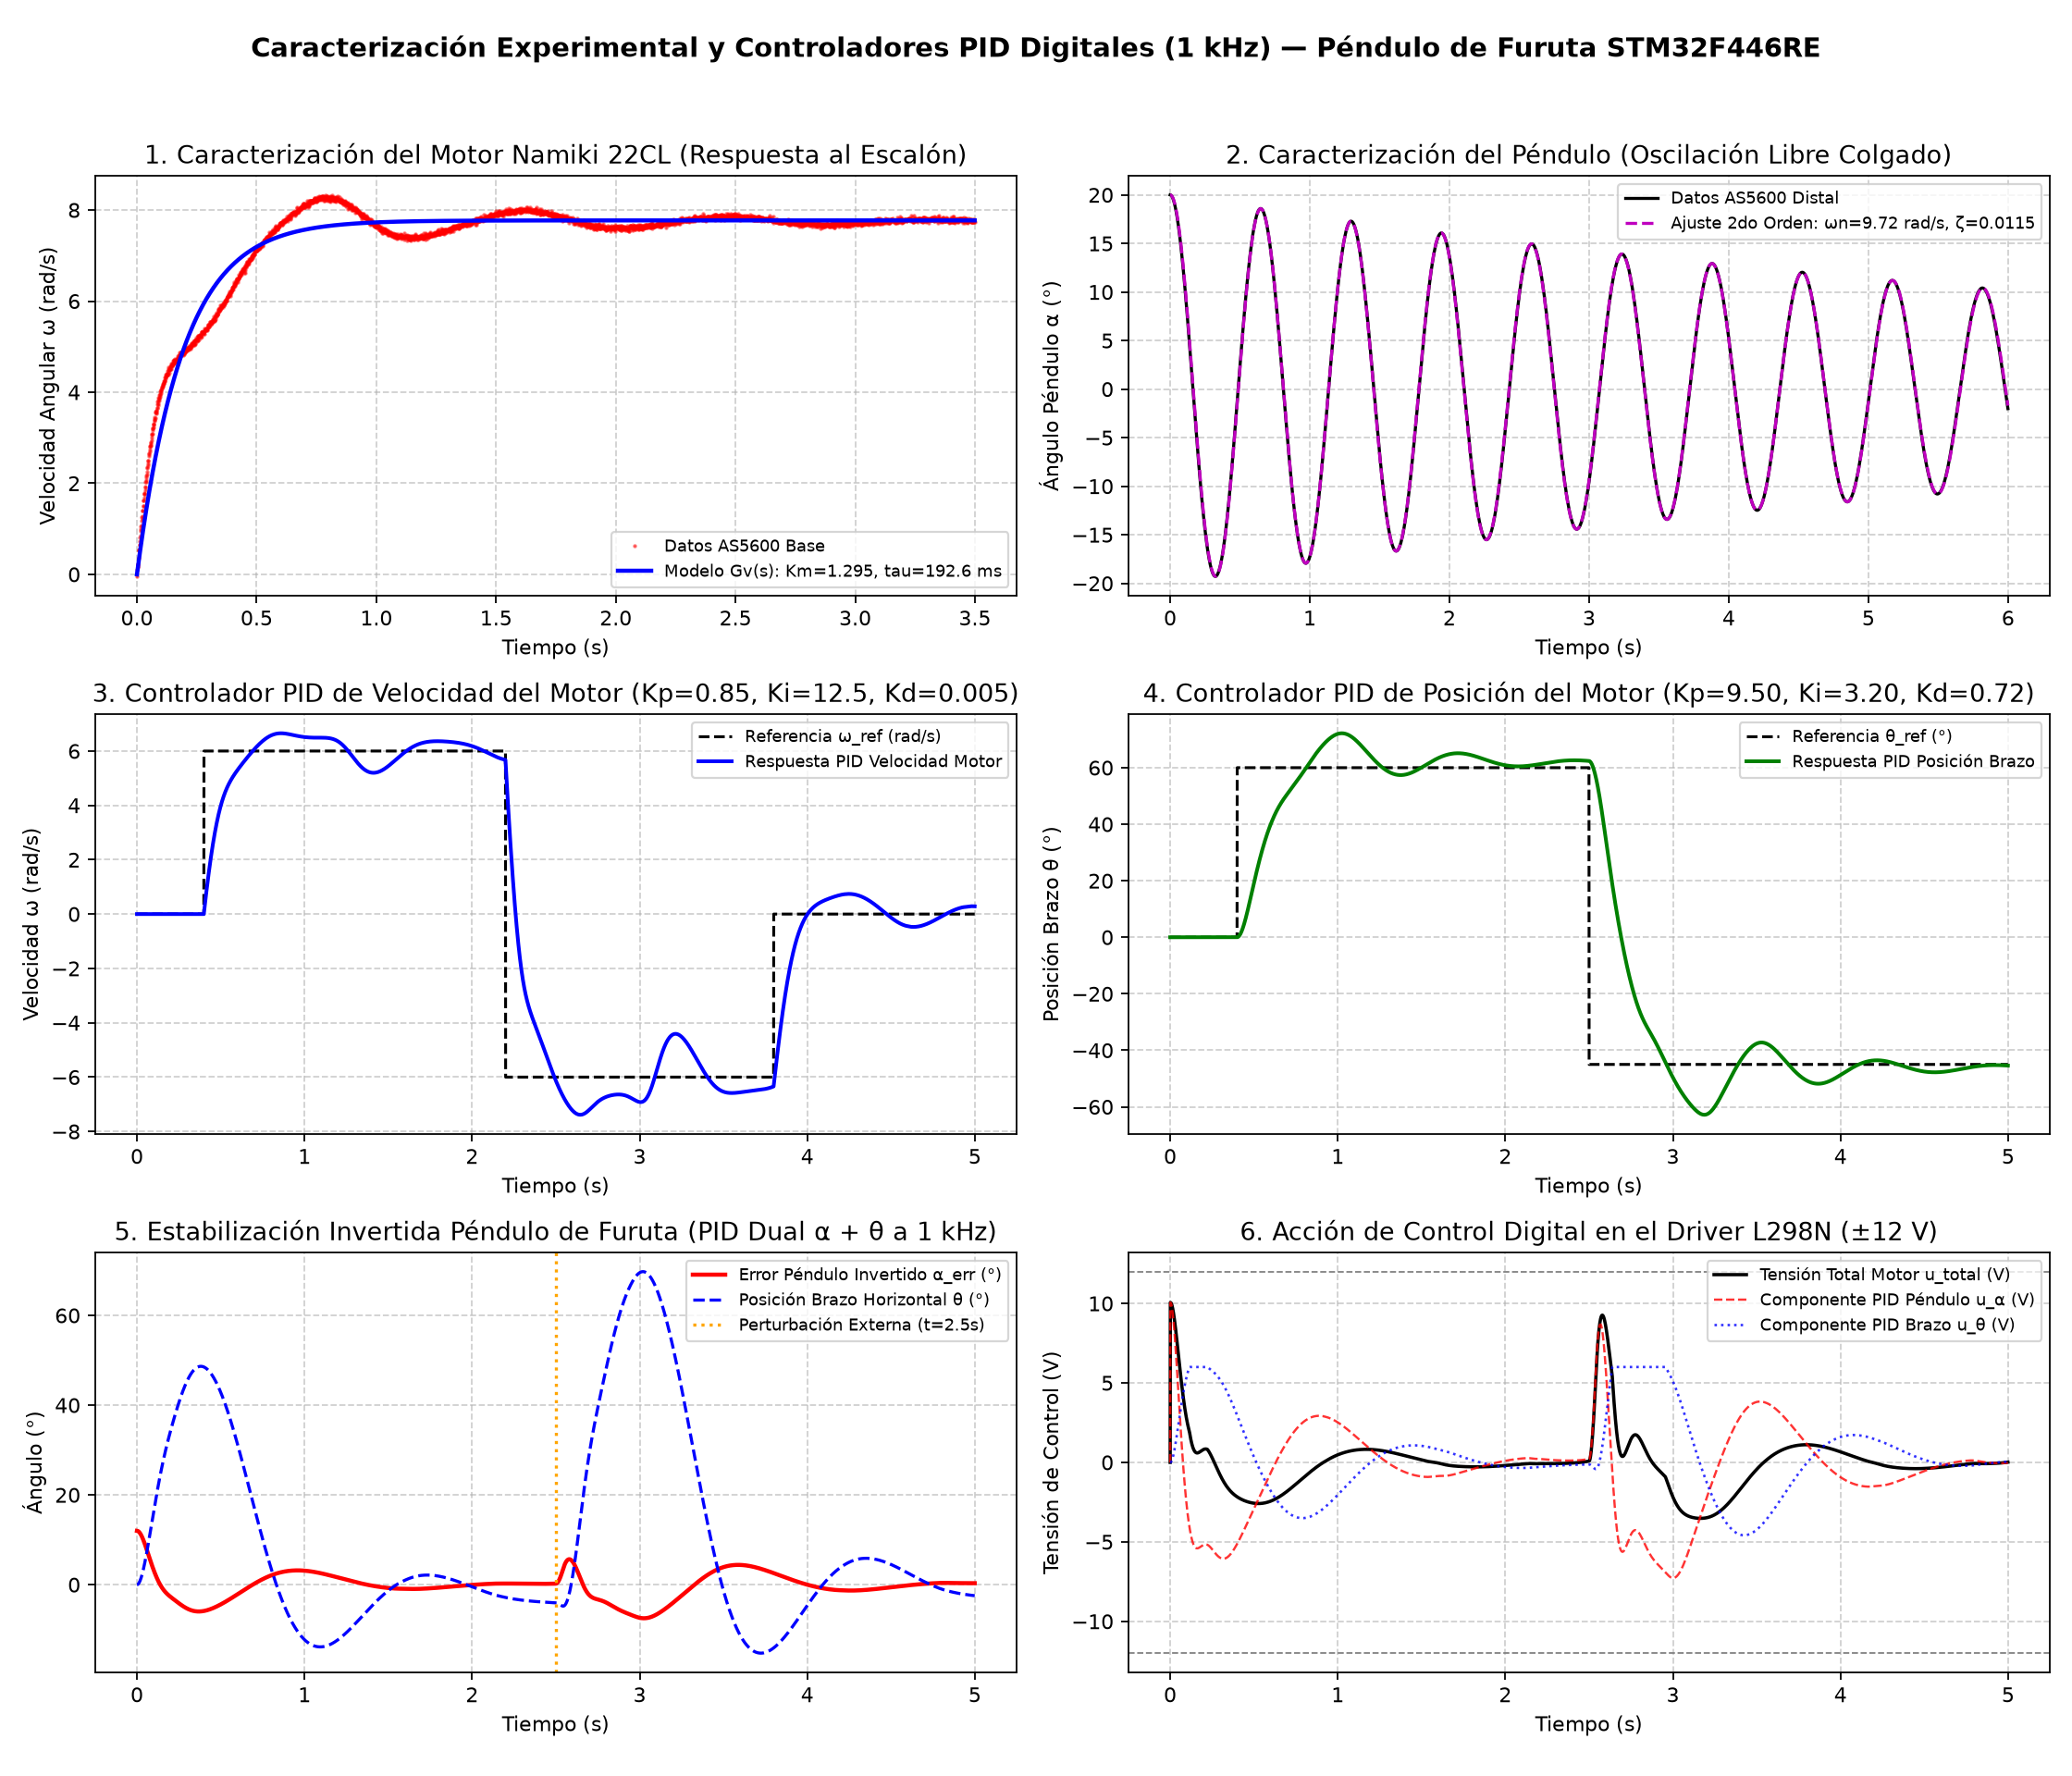 Caracterización Experimental y Controladores PID Digitales (1 kHz) — Péndulo de Furuta STM32F446RE
1. Caracterización del Motor Namiki 22CL (Respuesta al Escalón)
Velocidad Angular ω (rad/s)
8
6
4
2
0
Datos AS5600 Base
Modelo Gv(s): Km=1.295, tau=192.6 ms
0.0 0.5 1.0 1.5 2.0 2.5 3.0 3.5
Tiempo (s)
2. Caracterización del Péndulo (Oscilación Libre Colgado)
Ángulo Péndulo α (°)
20
15
10
5
0
−5
−10
−15
−20
Datos AS5600 Distal
Ajuste 2do Orden: ωn=9.72 rad/s, ζ=0.0115
0 1 2 3 4 5 6
Tiempo (s)
3. Controlador PID de Velocidad del Motor (Kp=0.85, Ki=12.5, Kd=0.005)
Velocidad ω (rad/s)
6
4
2
0
−2
−4
−6
−8
Referencia ω_ref (rad/s)
Respuesta PID Velocidad Motor
0 1 2 3 4 5
Tiempo (s)
4. Controlador PID de Posición del Motor (Kp=9.50, Ki=3.20, Kd=0.72)
Posición Brazo θ (°)
60
40
20
0
−20
−40
−60
Referencia θ_ref (°)
Respuesta PID Posición Brazo
0 1 2 3 4 5
Tiempo (s)
5. Estabilización Invertida Péndulo de Furuta (PID Dual α + θ a 1 kHz)
Ángulo (°)
60
40
20
0
Error Péndulo Invertido α_err (°)
Posición Brazo Horizontal θ (°)
Perturbación Externa (t=2.5s)
0 1 2 3 4 5
Tiempo (s)
6. Acción de Control Digital en el Driver L298N (±12 V)
Tensión de Control (V)
10
5
0
−5
−10
Tensión Total Motor u_total (V)
Componente PID Péndulo u_α (V)
Componente PID Brazo u_θ (V)
0 1 2 3 4 5
Tiempo (s)